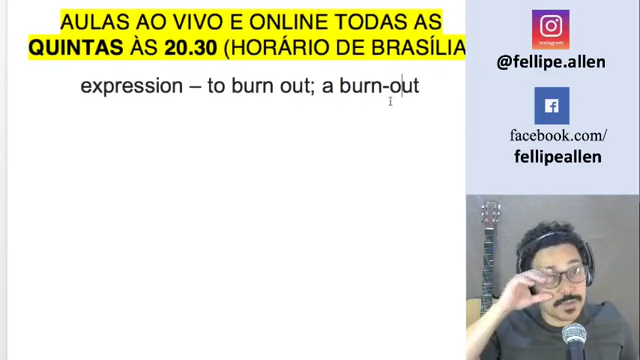 AULAS AO VIVO E ONLINE TODAS AS
QUINTAS ÀS 20.30 (HORÁRIO DE BRASÍLIA
expression – to burn out; a burn-out
Instagram
@fellipe.allen
facebook.com/
fellipeallen